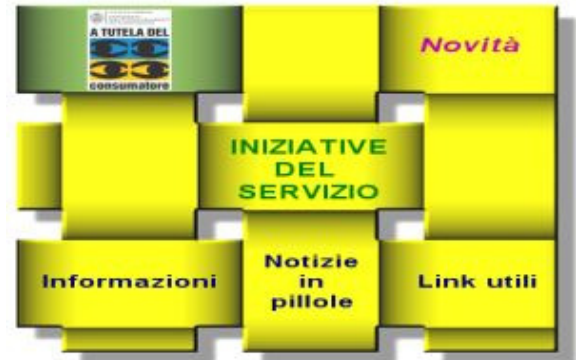 A TUTELA DEL
consumatore
Novità
INIZIATIVE
DEL
SERVIZIO
Informazioni
Notizie
in
pillole
Link utili